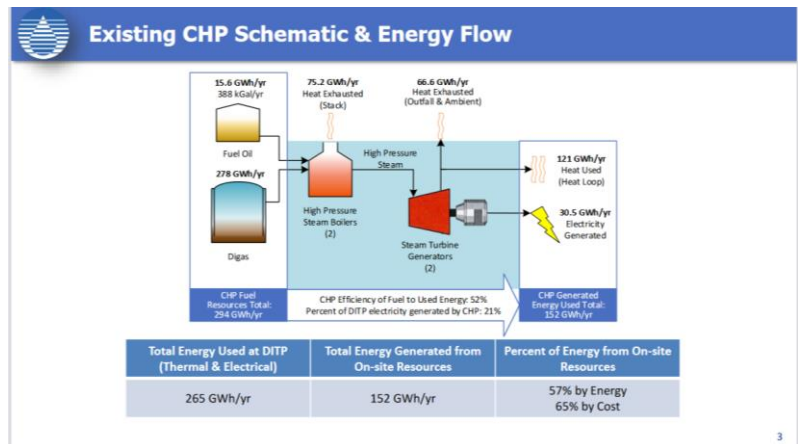 Existing CHP Schematic & Energy Flow
15.6 GWh/yr
388 kGal/yr
Fuel Oil
278 GWh/yr
Digas
CHP Fuel
Resources Total:
294 GWh/yr
75.2 GWh/yr
Heat Exhausted
(Stack)
High Pressure
Steam Boilers
(2)
High Pressure
Steam
66.6 GWh/yr
Heat Exhausted
(Outfall & Ambient)
Steam Turbine
Generators
(2)
121 GWh/yr
Heat Used
(Heat Loop)
30.5 GWh/yr
Electricity
Generated
CHP Generated
Energy Used Total:
152 GWh/yr
CHP Efficiency of Fuel to Used Energy: 52%
Percent of DITP electricity generated by CHP: 21%
Total Energy Used at DITP
(Thermal & Electrical)
Total Energy Generated from
On-site Resources
Percent of Energy from On-site
Resources
265 GWh/yr
152 GWh/yr
57% by Energy
65% by Cost
3